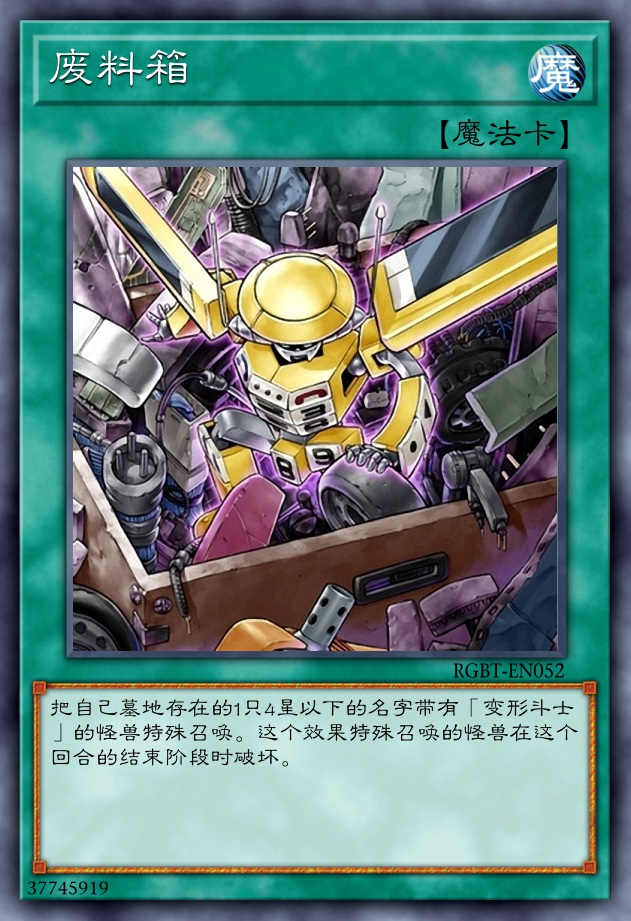 废料箱
魔
【魔法卡】
RGBT-EN052
把自己墓地存在的1只4星以下的名字带有「变形斗士
」的怪兽特殊召唤。这个效果特殊召唤的怪兽在这个
回合的结束阶段时破坏。
37745919